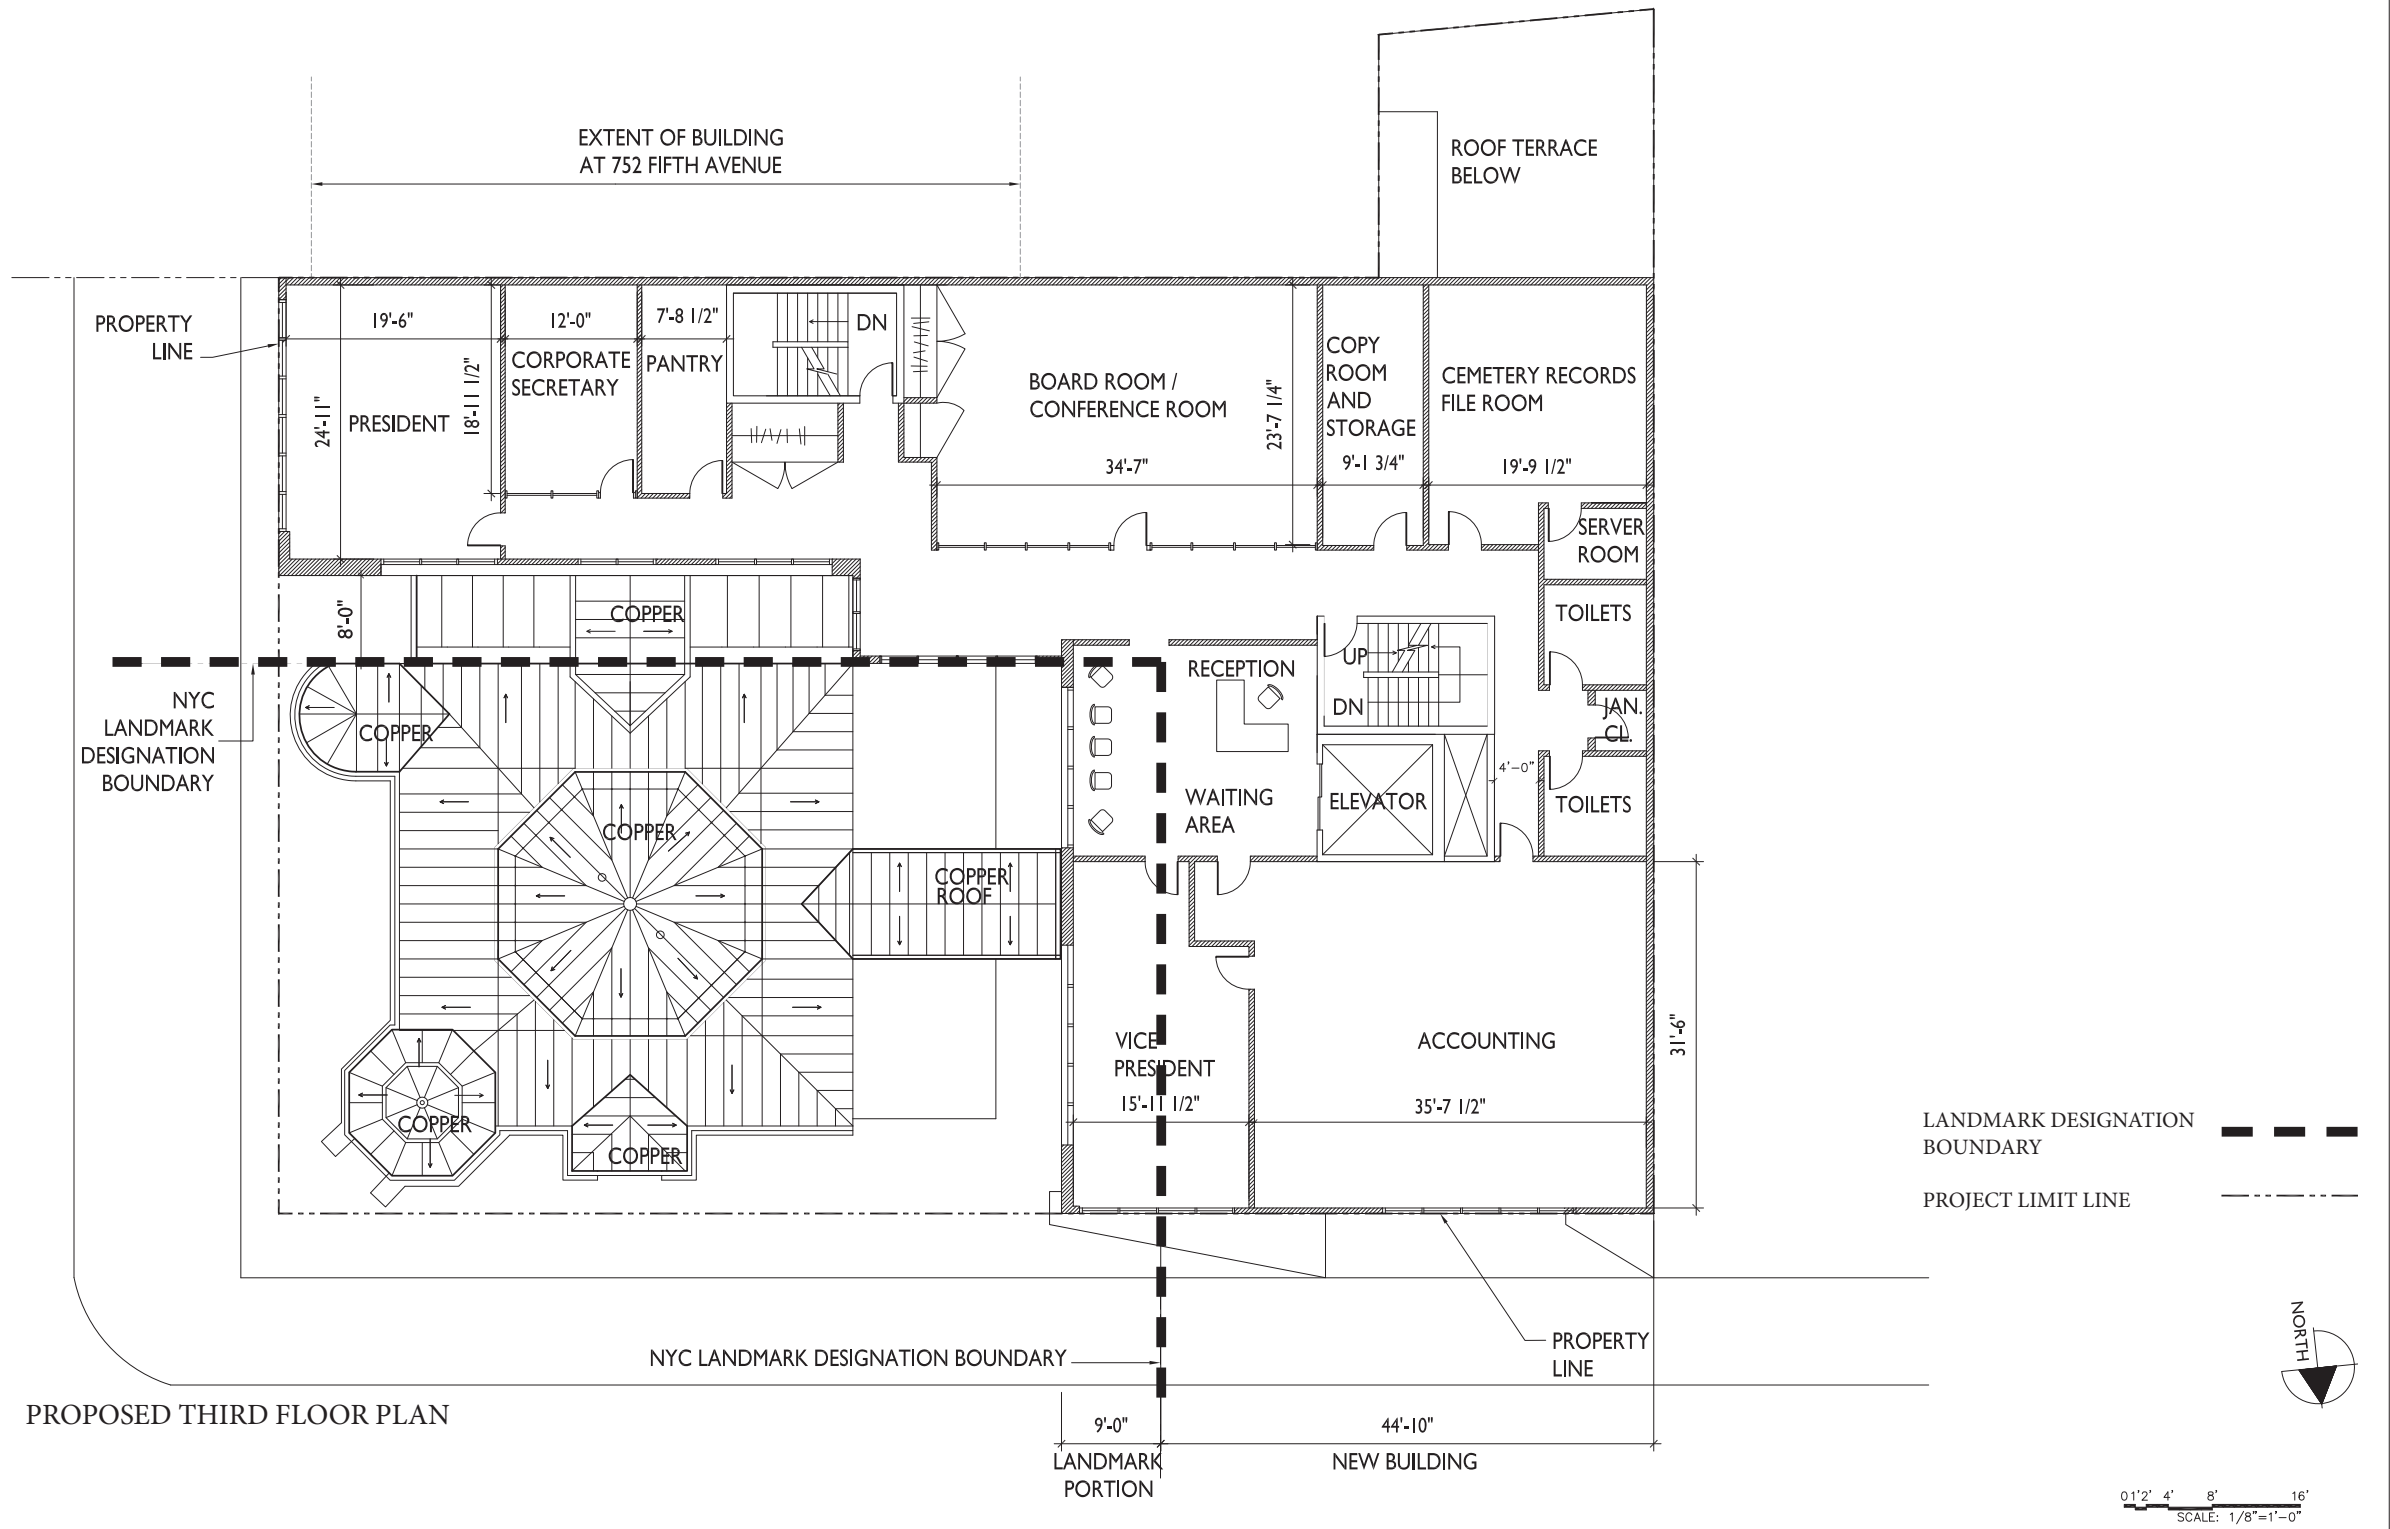 EXTENT OF BUILDING
AT 752 FIFTH AVENUE
ROOF TERRACE
BELOW
PROPERTY
LINE
19'-6"
12'-0"
7'-8 1/2"
DN
24'-11"
18'-11 1/2"
PRESIDENT
CORPORATE
SECRETARY
PANTRY
BOARD ROOM /
CONFERENCE ROOM
34'-7"
23'-7 1/4"
COPY
ROOM
AND
STORAGE
9'-1 3/4"
CEMETERY RECORDS
FILE ROOM
19'-9 1/2"
SERVER
ROOM
TOILETS
8'-0"
COPPER
COPPER
NYC
LANDMARK
DESIGNATION
BOUNDARY
RECEPTION
UP
DN
JAN.
CL.
WAITING
AREA
ELEVATOR
4'-0"
TOILETS
COPPER
COPPER
ROOF
VICE
PRESIDENT
15'-11 1/2"
ACCOUNTING
35'-7 1/2"
31'-6"
COPPER
COPPER
LANDMARK DESIGNATION
BOUNDARY
PROJECT LIMIT LINE
NORTH
NYC LANDMARK DESIGNATION BOUNDARY
PROPERTY
LINE
PROPOSED THIRD FLOOR PLAN
9'-0"
44'-10"
LANDMARK
PORTION
NEW BUILDING
0 1' 2' 4' 8' 16'
SCALE: 1/8"=1'-0"